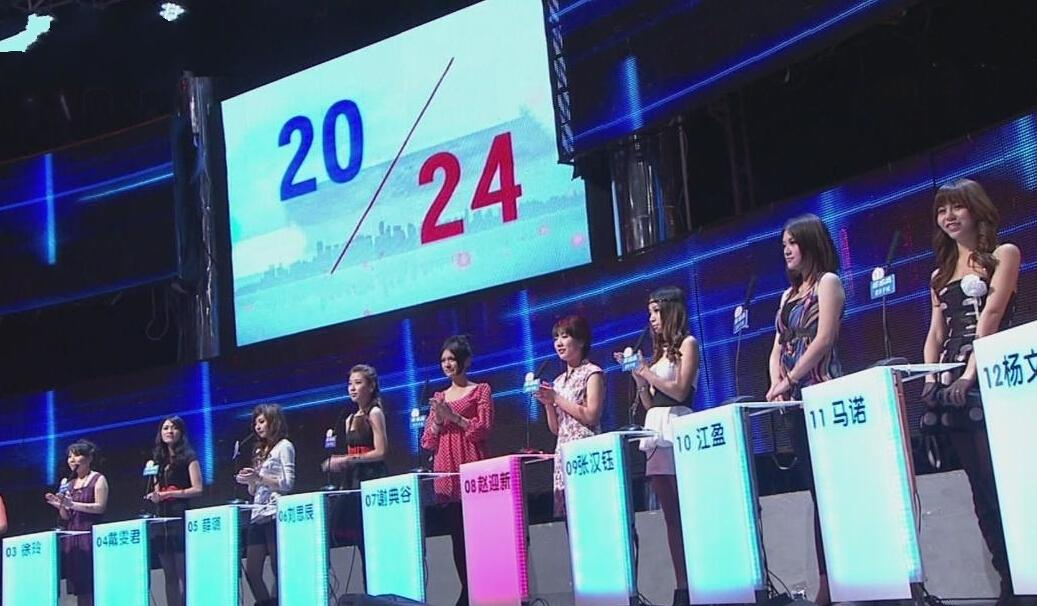 20/24
03 徐玲
04戴雯君
05 薛璐
06刘思辰
07谢典谷
08赵迎新
09张汉钰
10 江盈
11 马诺
12杨文